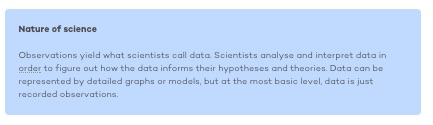 Nature of science
Observations yield what scientists call data. Scientists analyse and interpret data in
order to figure out how the data informs their hypotheses and theories. Data can be
represented by detailed graphs or models, but at the most basic level, data is just
recorded observations.